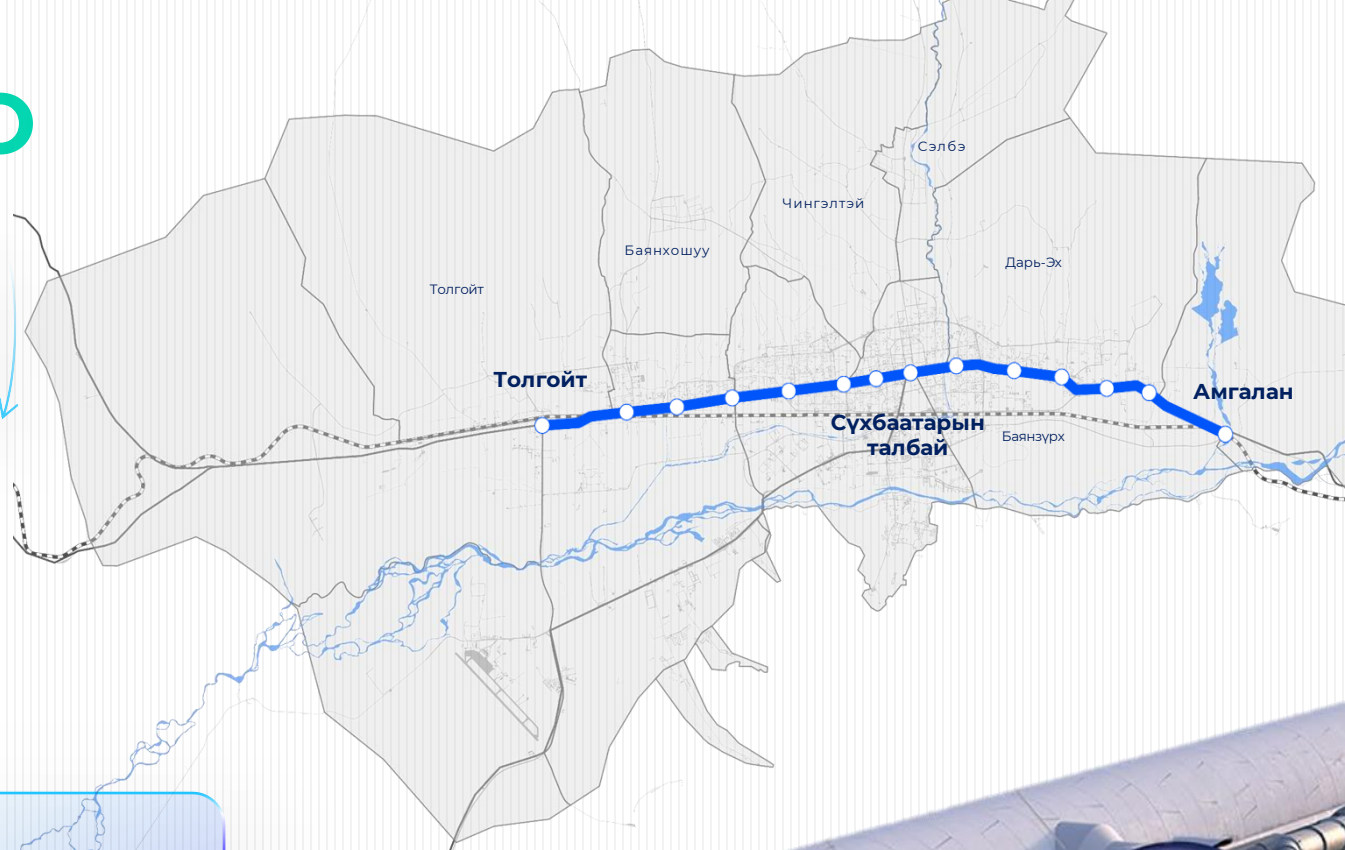 Сэлбэ
Чингэлтэй
Баянхошуу
Дарь-Эх
Толгойт
Толгойт
Амгалан
Сүхбаатарын
талбай
Баянзүрх